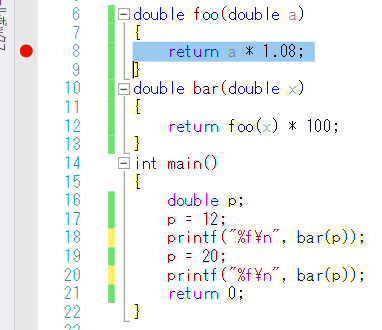 6 double foo(double a)
7 {
8 return a * 1.08;
9 }
10 double bar(double x)
11 {
12 return foo(x) * 100;
13 }
14 int main()
15 {
16 double p;
17 p = 12;
18 printf("%f¥n", bar(p));
19 p = 20;
20 printf("%f¥n", bar(p));
21 return 0;
22 }